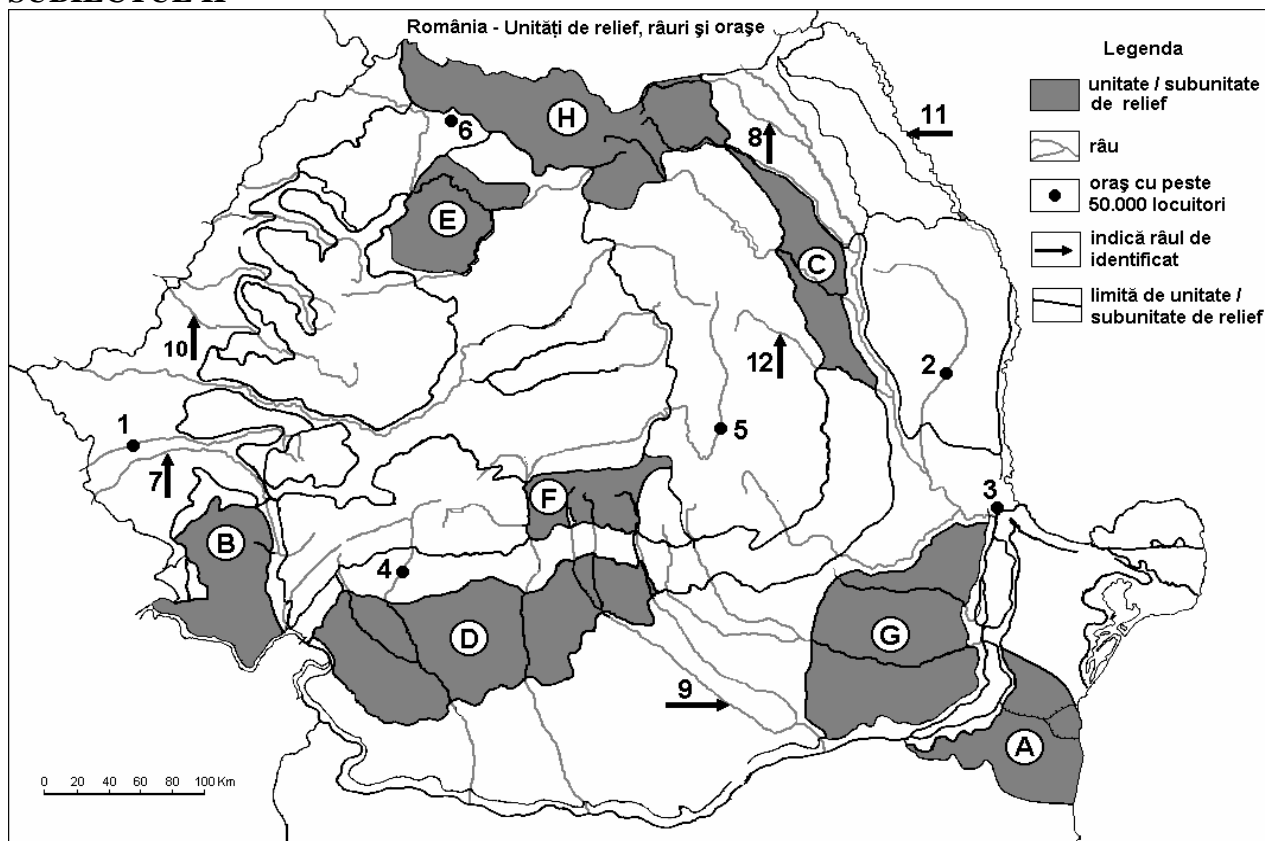 SUBIECTUL II
România - Unități de relief, râuri și orașe
Legenda
unitate / subunitate
de relief
râu
oraș cu peste
50.000 locuitori
indică râul de
identificat
limită de unitate /
subunitate de relief
11
H
6
8
E
C
10
12
2
1
5
7
3
F
B
4
D
G
9
A
0 20 40 60 80 100 Km